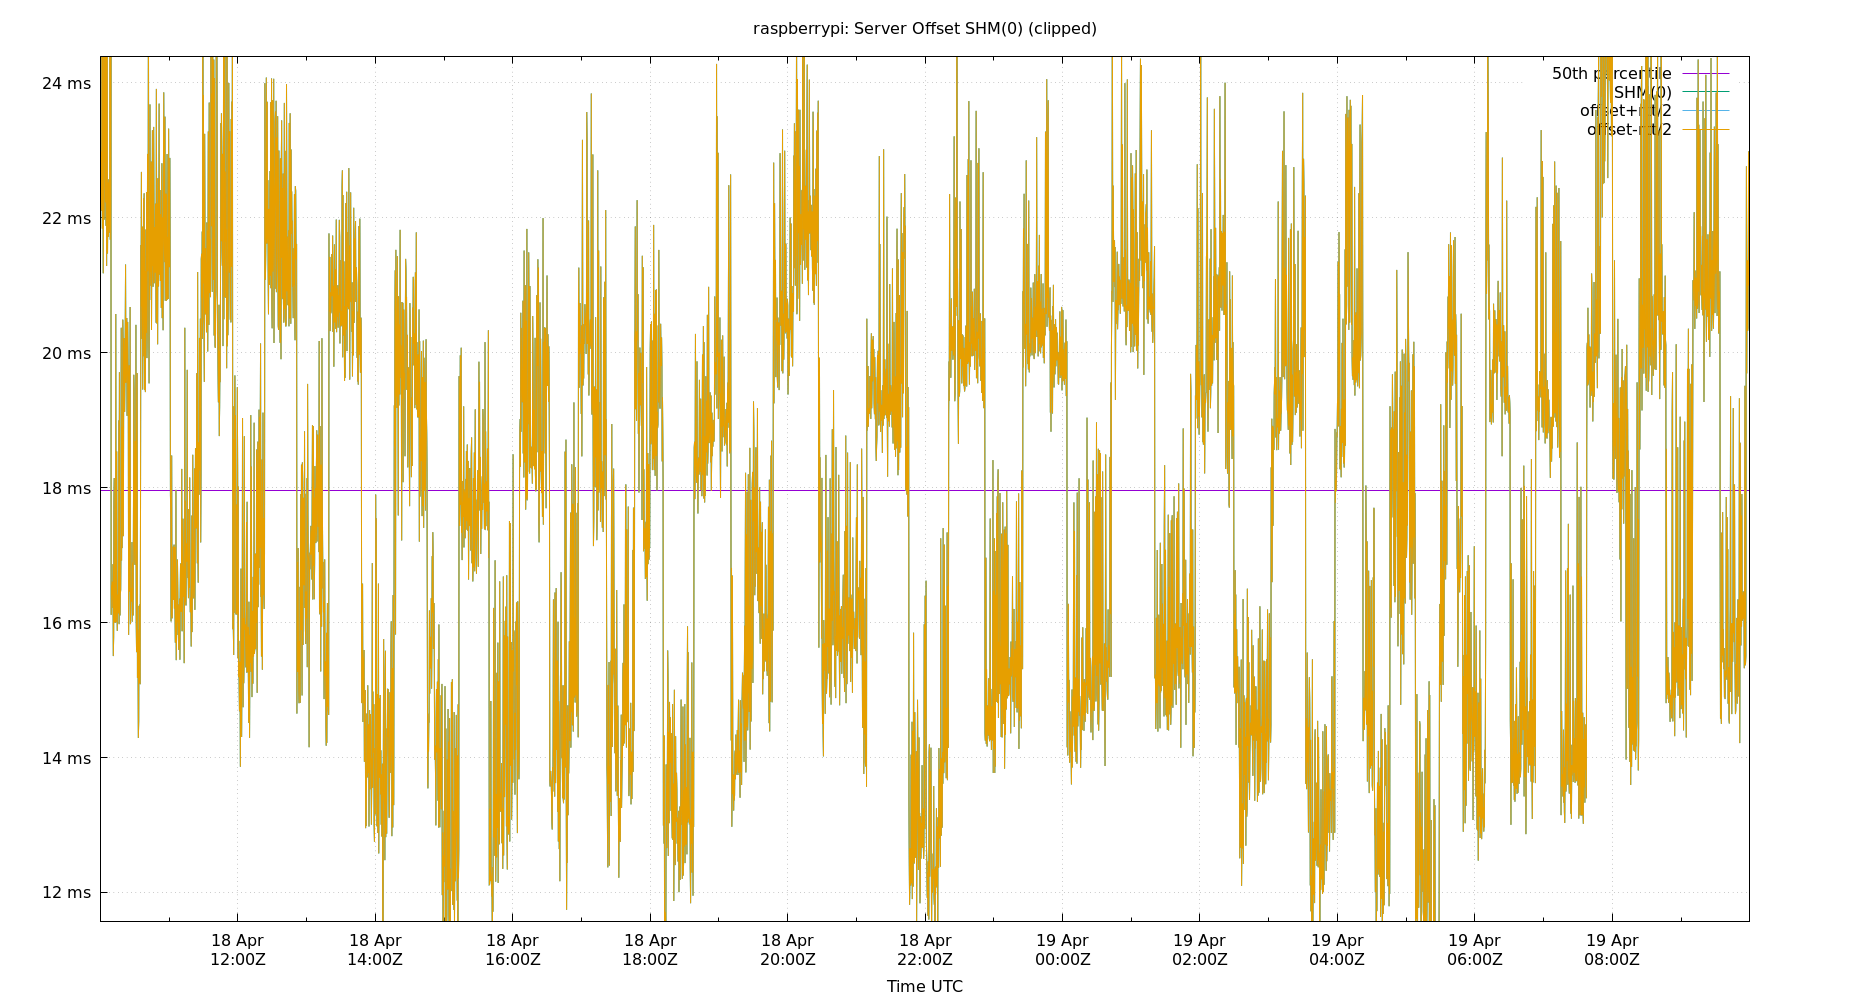 raspberrypi: Server Offset SHM(0) (clipped)
24 ms
22 ms
20 ms
18 ms
16 ms
14 ms
12 ms
50th percentile
SHM(0)
offset+rtt/2
offset-rtt/2
18 Apr 12:00Z
18 Apr 14:00Z
18 Apr 16:00Z
18 Apr 18:00Z
18 Apr 20:00Z
18 Apr 22:00Z
19 Apr 00:00Z
19 Apr 02:00Z
19 Apr 04:00Z
19 Apr 06:00Z
19 Apr 08:00Z
Time UTC